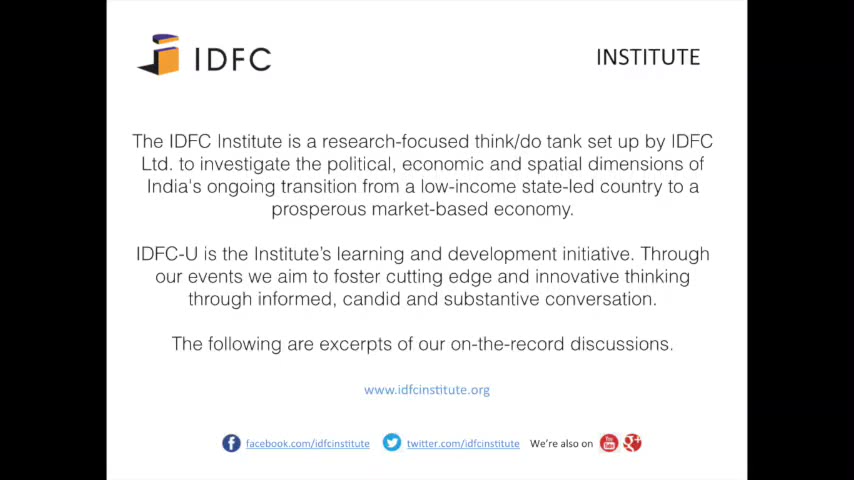 IDFC
INSTITUTE
The IDFC Institute is a research-focused think/do tank set up by IDFC
Ltd. to investigate the political, economic and spatial dimensions of
India's ongoing transition from a low-income state-led country to a
prosperous market-based economy.
IDFC-U is the Institute's learning and development initiative. Through
our events we aim to foster cutting edge and innovative thinking
through informed, candid and substantive conversation.
The following are excerpts of our on-the-record discussions.
www.idfcinstitute.org
facebook.com/idfcinstitute twitter.com/idfcinstitute We're also on You Tube g+